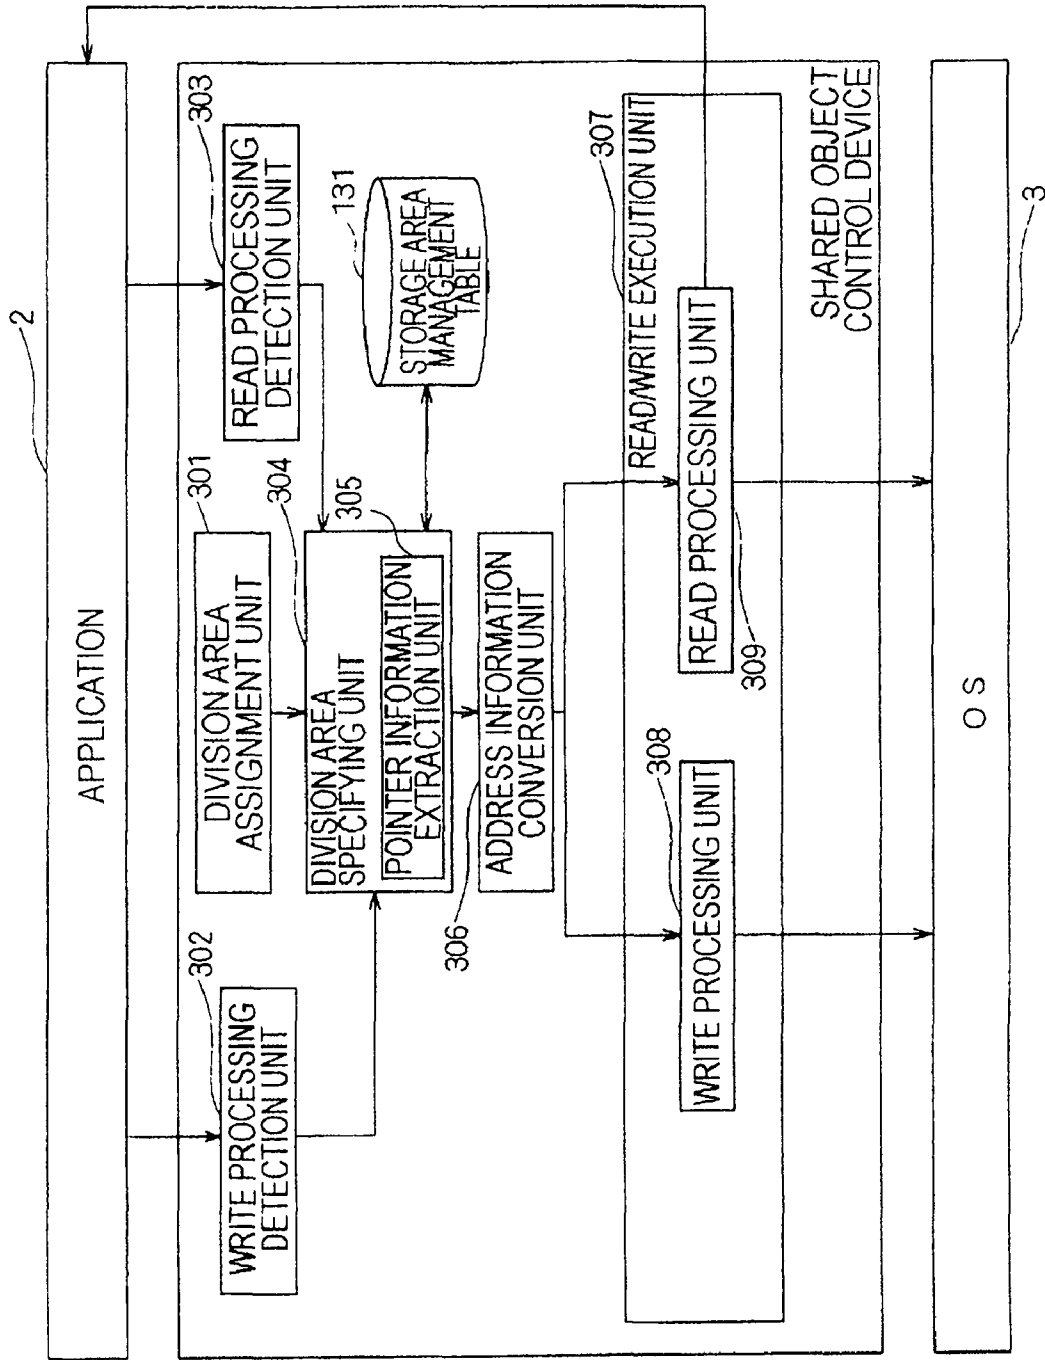 2
APPLICATION
302
WRITE PROCESSING
DETECTION UNIT
301
DIVISION AREA
ASSIGNMENT UNIT
303
READ PROCESSING
DETECTION UNIT
304
DIVISION AREA
SPECIFYING UNIT
305
POINTER INFORMATION
EXTRACTION UNIT
131
STORAGE AREA
MANAGEMENT
TABLE
306
ADDRESS INFORMATION
CONVERSION UNIT
307
READ/WRITE EXECUTION UNIT
308
WRITE PROCESSING UNIT
READ PROCESSING UNIT
309
SHARED OBJECT
CONTROL DEVICE
OS
3